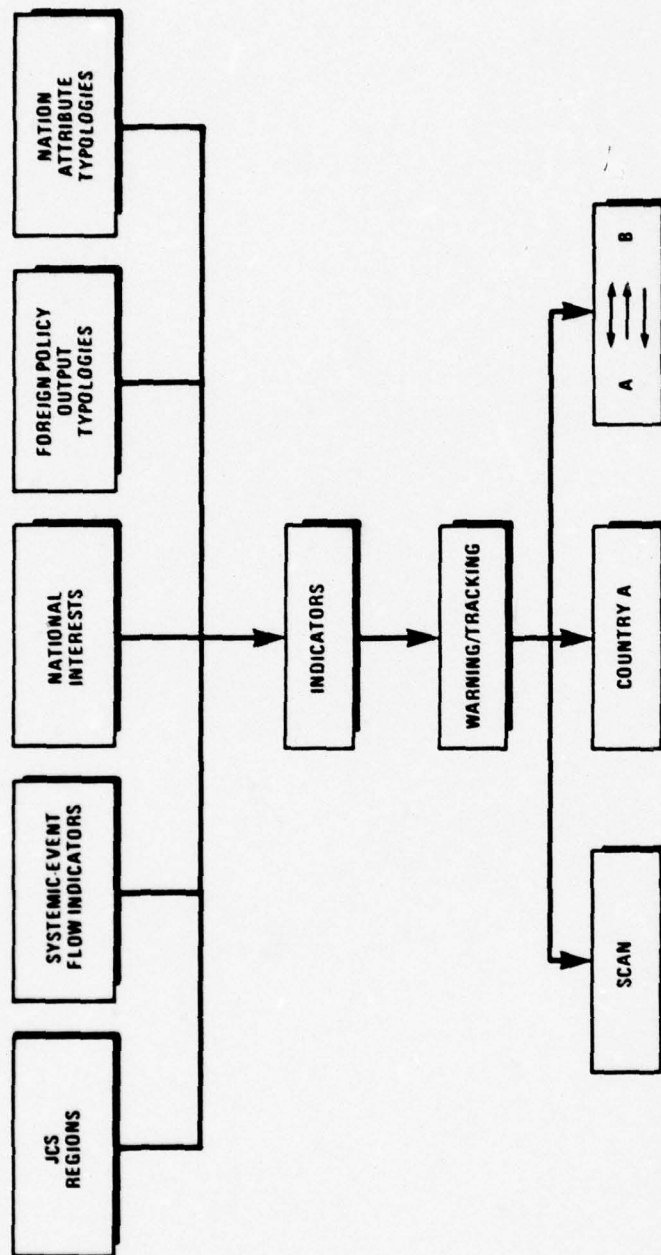 JCS
REGIONS
SYSTEMIC-EVENT
FLOW INDICATORS
NATIONAL
INTERESTS
FOREIGN POLICY
OUTPUT
TYPOLOGIES
NATION
ATTRIBUTE
TYPOLOGIES
INDICATORS
WARNING/TRACKING
SCAN
COUNTRY A
A B